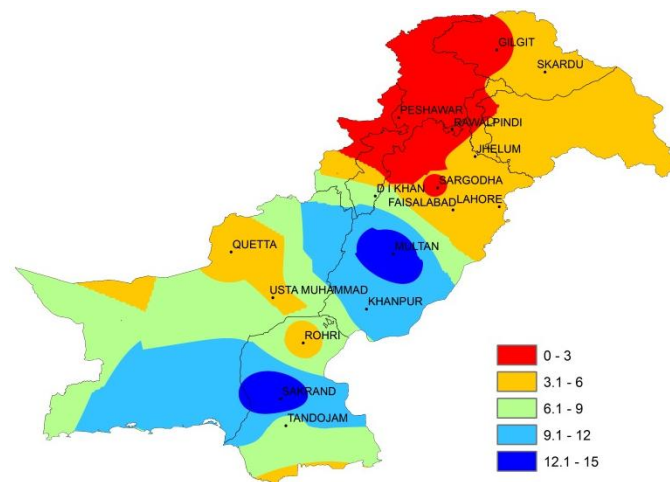 GILGIT
SKARDU
PESHAWAR
RAWALPINDI
JHELUM
SARGODHA
D I KHAN
FAISALABAD
LAHORE
QUETTA
MULTAN
USTA MUHAMMAD
KHANPUR
ROHRI
SAKRAND
TANDOJAM
0 - 3
3.1 - 6
6.1 - 9
9.1 - 12
12.1 - 15